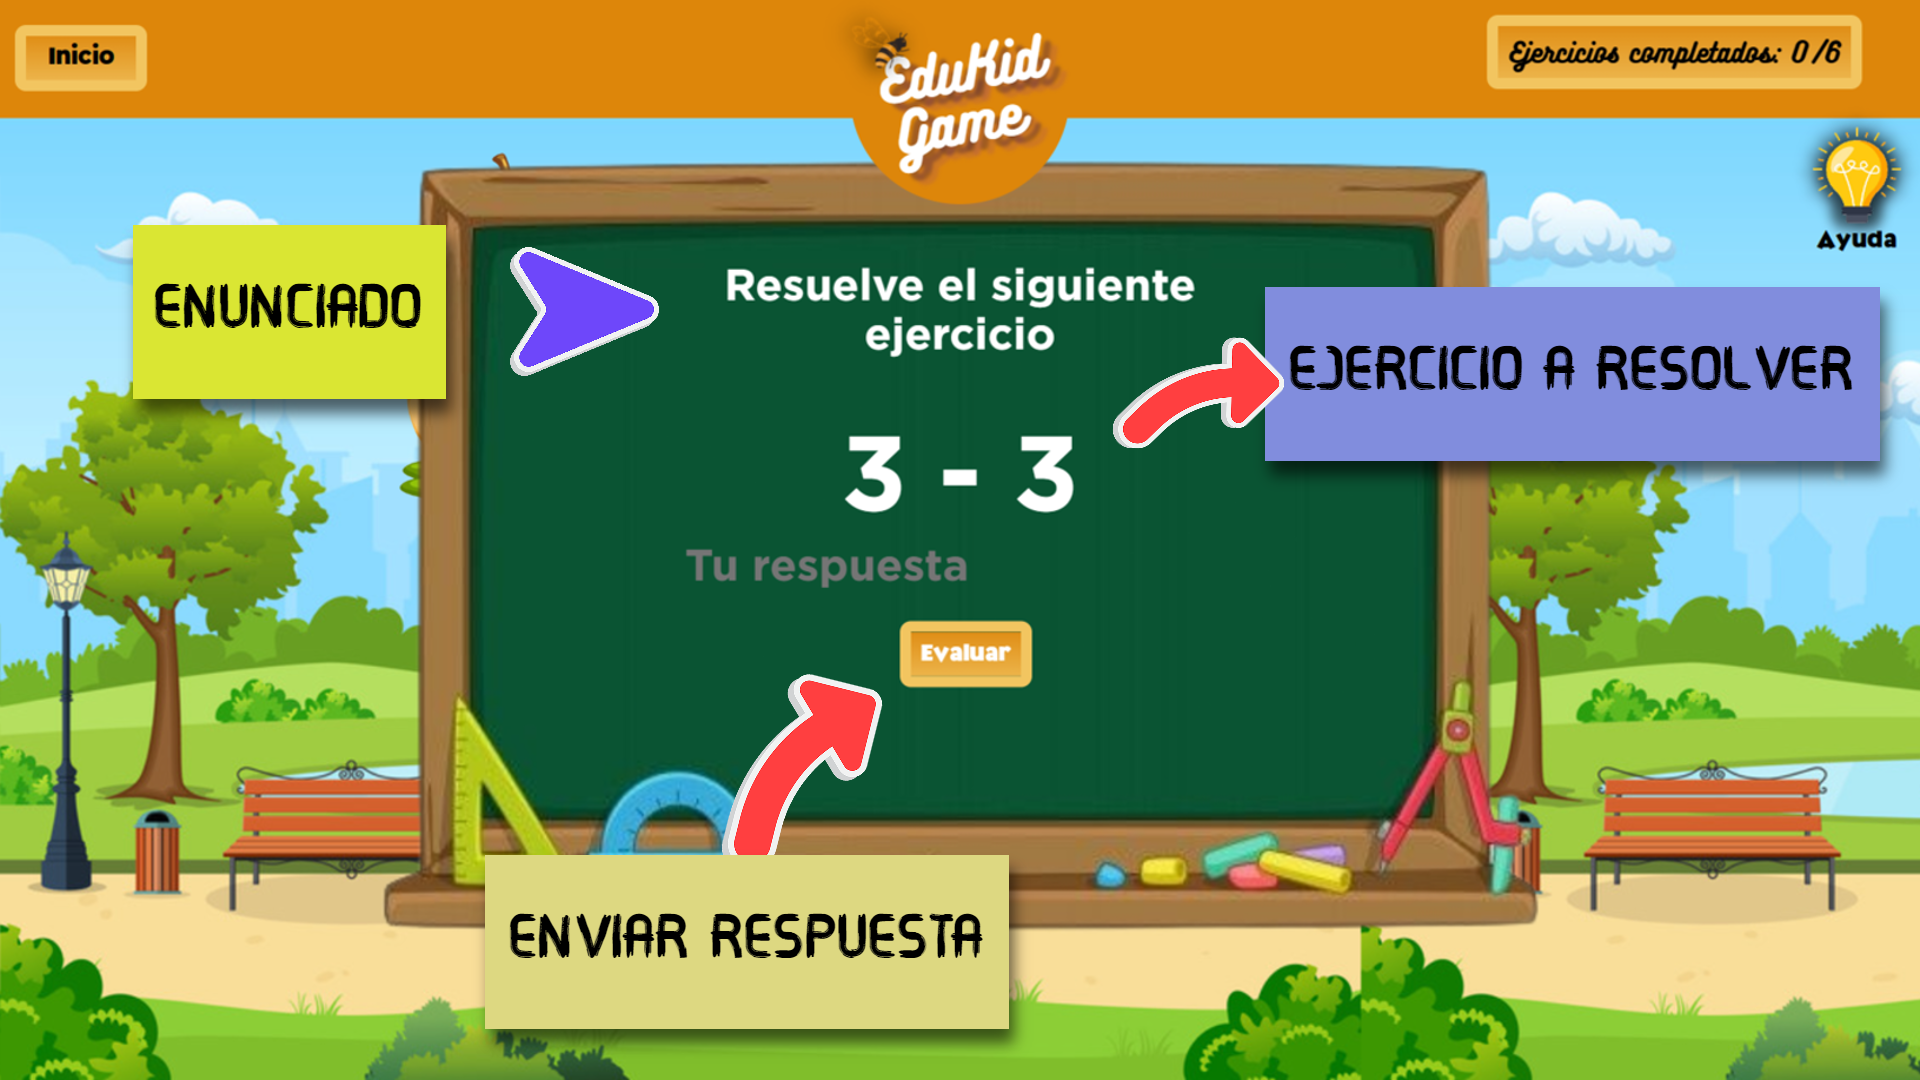 Inicio
EduKid
Game
Ejercicios completados: 0/6
Ayuda
ENUNCIADO
Resuelve el siguiente
ejercicio
EJERCICIO A RESOLVER
3 - 3
Tu respuesta
Evaluar
ENVIAR RESPUESTA